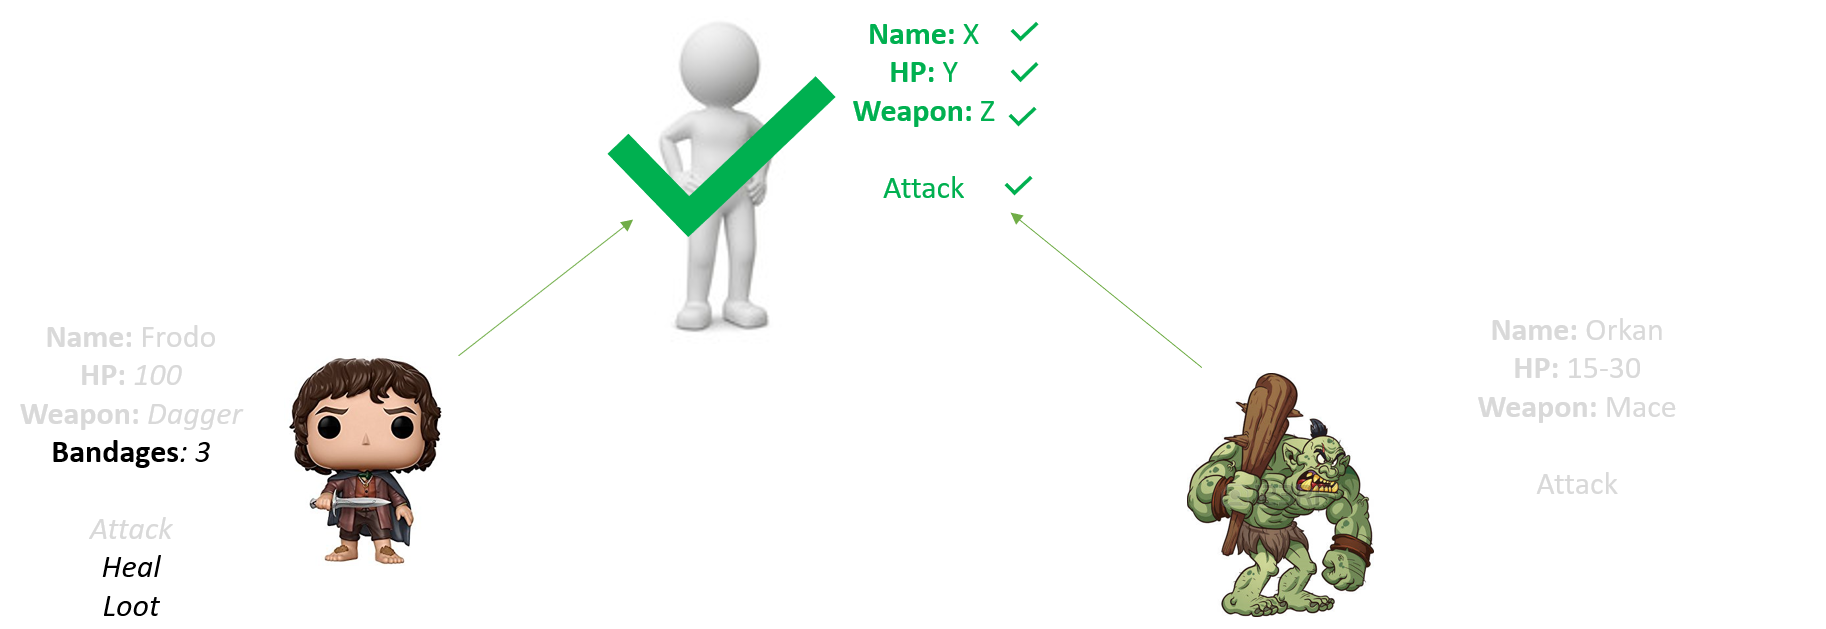 Name: X
HP: Y
Weapon: Z
Attack
Name: Frodo
HP: 100
Weapon: Dagger
Bandages: 3
Attack
Heal
Loot
Name: Orkan
HP: 15-30
Weapon: Mace
Attack